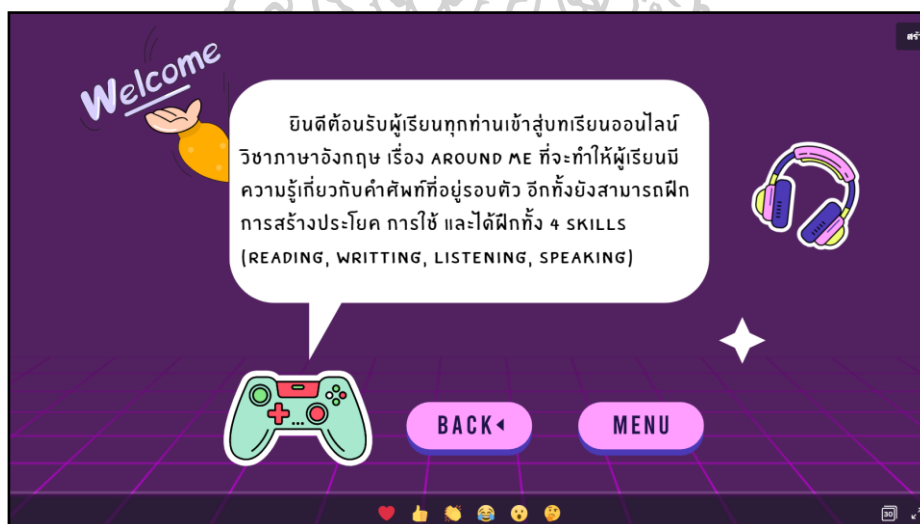 Welcome
ยินดีต้อนรับผู้เรียนทุกท่านเข้าสู่บทเรียนออนไลน์
วิชาภาษาอังกฤษ เรื่อง AROUND ME ที่จะทำให้ผู้เรียนมี
ความรู้เกี่ยวกับคำศัพท์ที่อยู่รอบตัว อีกทั้งยังสามารถฝึก
การสร้างประโยค การใช้ และได้ฝึกทั้ง 4 SKILLS
(READING, WRITTING, LISTENING, SPEAKING)
BACK
MENU
30